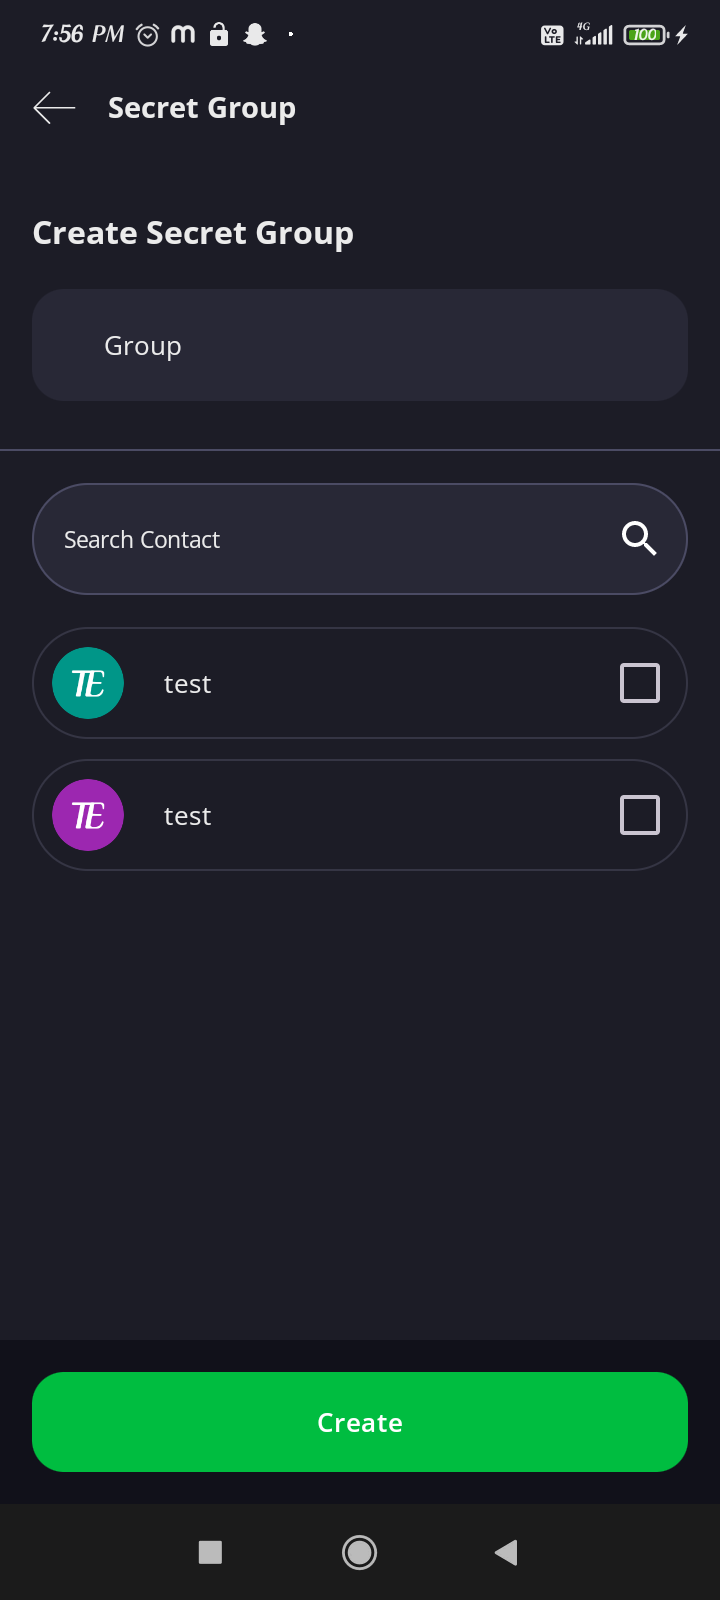 7:56 PM
Vo LTE 4G 100
Secret Group
Create Secret Group
Group
Search Contact
TE test
TE test
Create